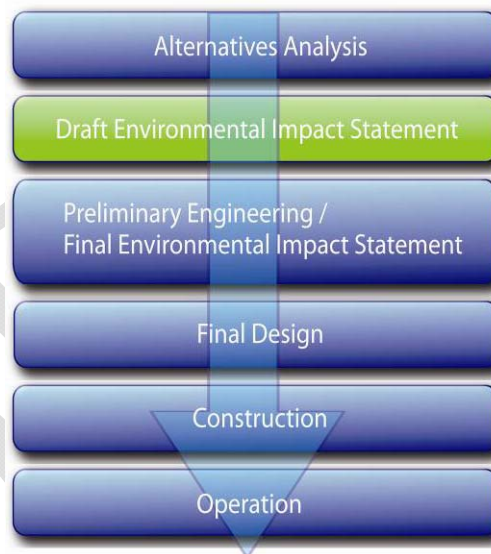 Alternatives Analysis
Draft Environmental Impact Statement
Preliminary Engineering /
Final Environmental Impact Statement
Final Design
Construction
Operation